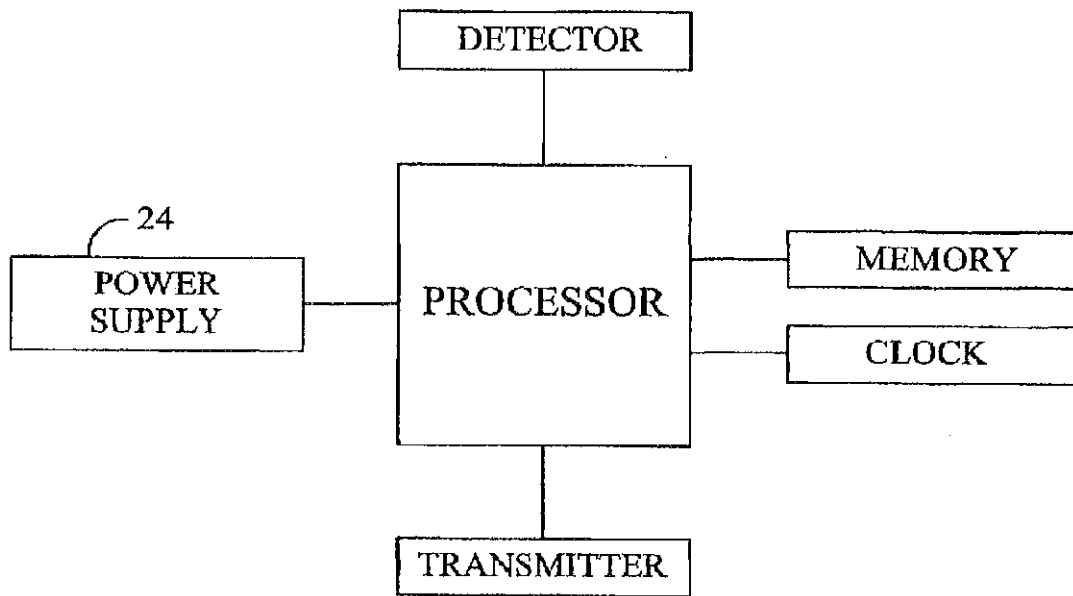 DETECTOR
24
POWER
SUPPLY
PROCESSOR
MEMORY
CLOCK
TRANSMITTER